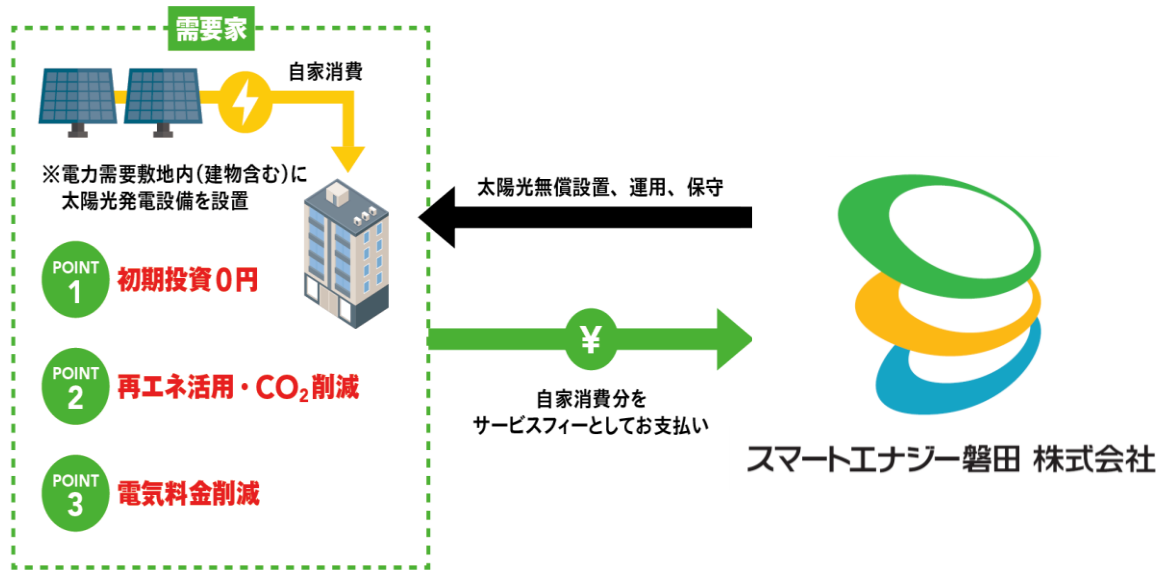 需要家
自家消費
※電力需要敷地内(建物含む)に
太陽光発電設備を設置
POINT
1
初期投資0円
POINT
2
再エネ活用・CO₂削減
POINT
3
電気料金削減
太陽光無償設置、運用、保守
¥
自家消費分を
サービスフィーとしてお支払い
スマートエナジー磐田 株式会社